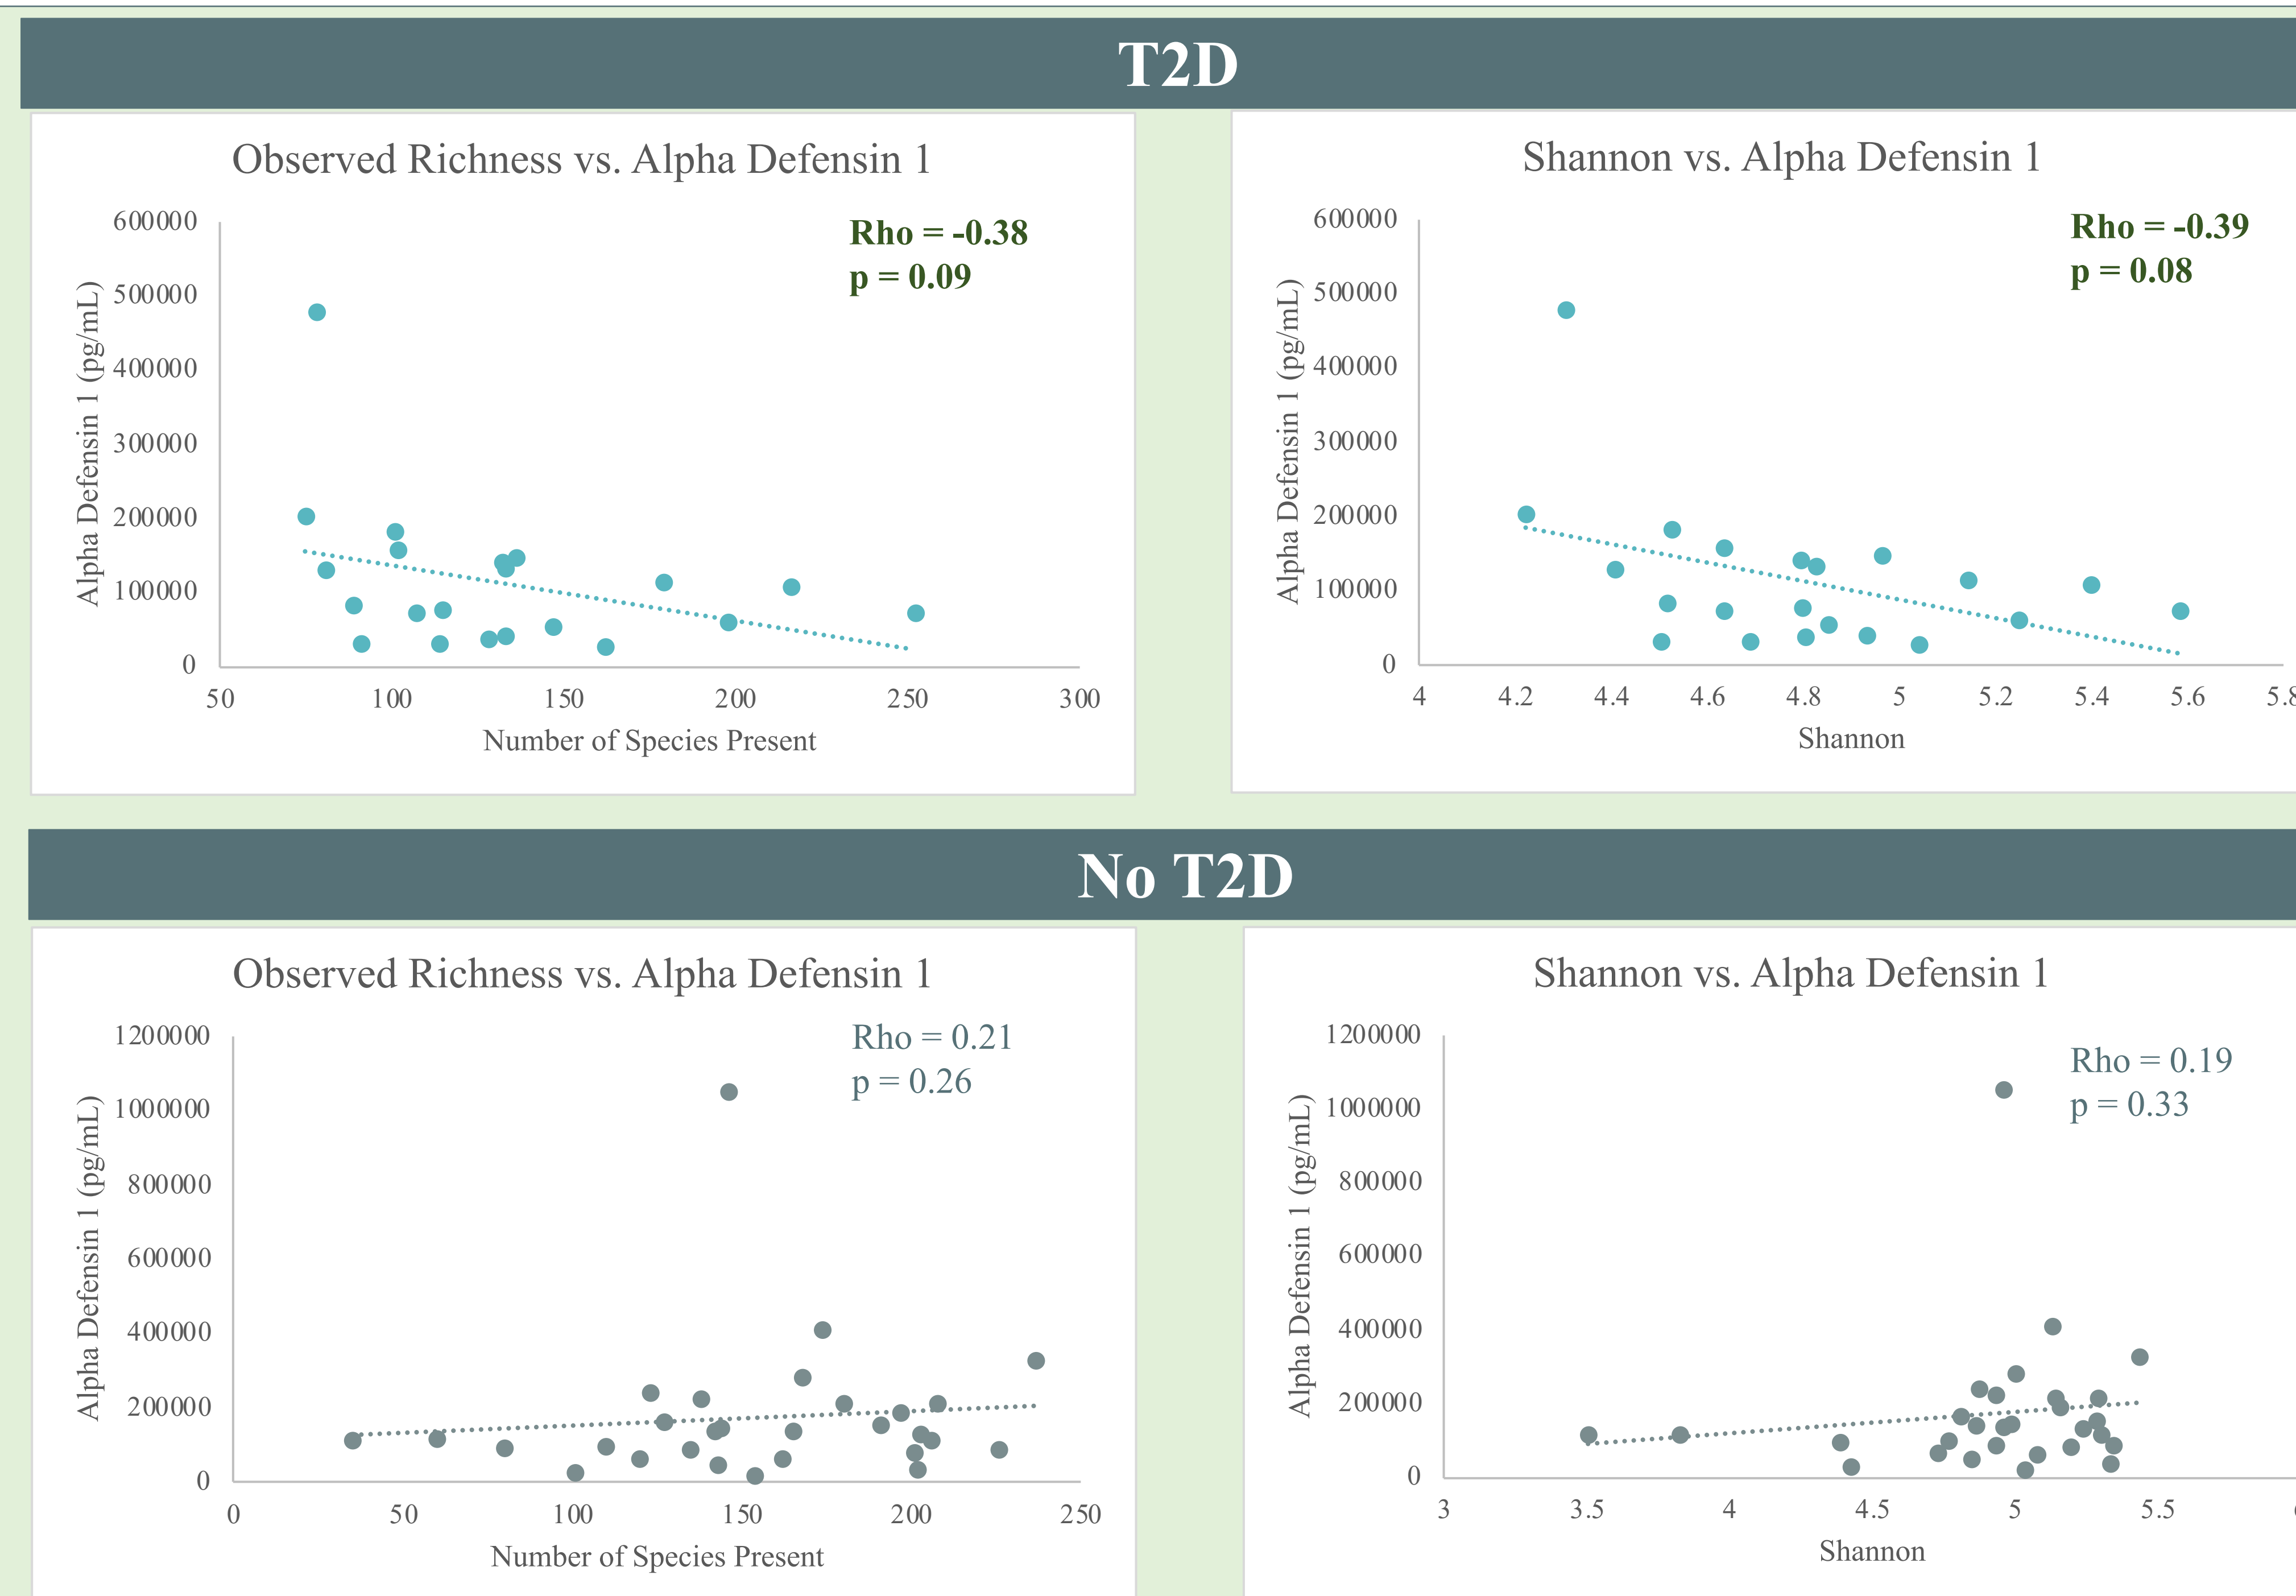 T2D
Observed Richness vs. Alpha Defensin 1
Rho = -0.38
p = 0.09
Alpha Defensin 1 (pg/mL)
600000
500000
400000
300000
200000
100000
0
50 100 150 200 250 300
Number of Species Present
Shannon vs. Alpha Defensin 1
Rho = -0.39
p = 0.08
Alpha Defensin 1 (pg/mL)
600000
500000
400000
300000
200000
100000
0
4 4.2 4.4 4.6 4.8 5 5.2 5.4 5.6 5.8
Shannon
No T2D
Observed Richness vs. Alpha Defensin 1
Rho = 0.21
p = 0.26
Alpha Defensin 1 (pg/mL)
1200000
1000000
800000
600000
400000
200000
0
0 50 100 150 200 250
Number of Species Present
Shannon vs. Alpha Defensin 1
Rho = 0.19
p = 0.33
Alpha Defensin 1 (pg/mL)
1200000
1000000
800000
600000
400000
200000
0
3 3.5 4 4.5 5 5.5
Shannon